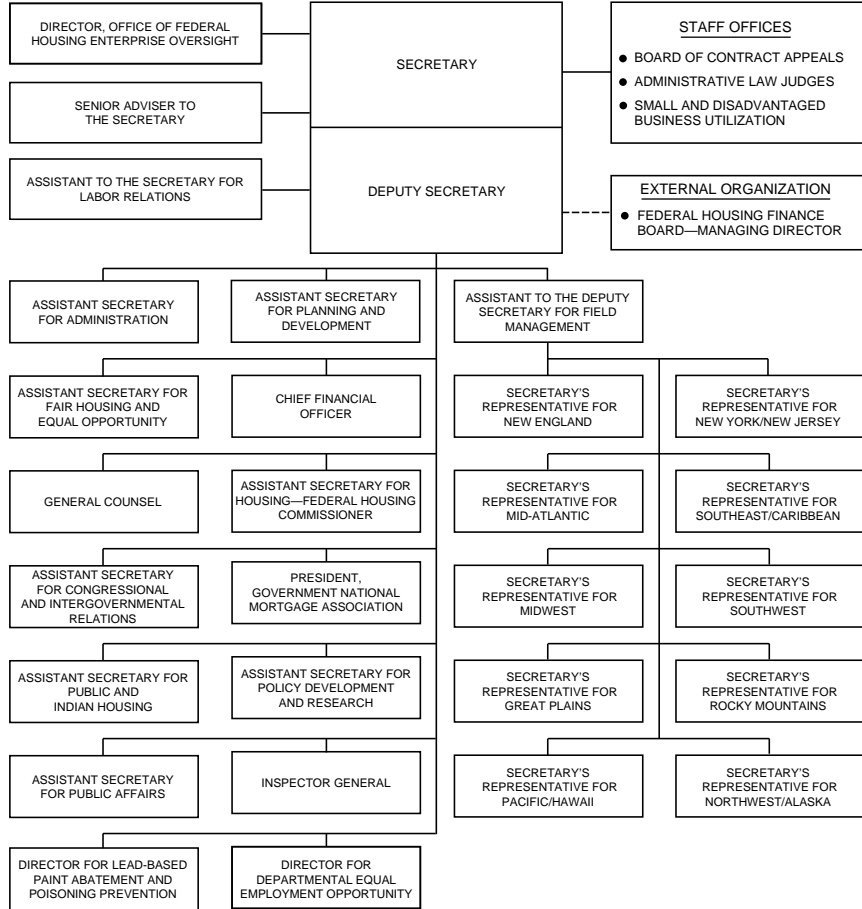 DIRECTOR, OFFICE OF FEDERAL
HOUSING ENTERPRISE OVERSIGHT
SENIOR ADVISER TO
THE SECRETARY
ASSISTANT TO THE SECRETARY FOR
LABOR RELATIONS
SECRETARY
DEPUTY SECRETARY
STAFF OFFICES
● BOARD OF CONTRACT APPEALS
● ADMINISTRATIVE LAW JUDGES
● SMALL AND DISADVANTAGED
BUSINESS UTILIZATION
EXTERNAL ORGANIZATION
● FEDERAL HOUSING FINANCE
BOARD—MANAGING DIRECTOR
ASSISTANT SECRETARY
FOR ADMINISTRATION
ASSISTANT SECRETARY
FOR PLANNING AND
DEVELOPMENT
ASSISTANT TO THE DEPUTY
SECRETARY FOR FIELD
MANAGEMENT
ASSISTANT SECRETARY FOR
FAIR HOUSING AND
EQUAL OPPORTUNITY
CHIEF FINANCIAL
OFFICER
SECRETARY'S
REPRESENTATIVE FOR
NEW ENGLAND
SECRETARY'S
REPRESENTATIVE FOR
NEW YORK/NEW JERSEY
GENERAL COUNSEL
ASSISTANT SECRETARY FOR
HOUSING—FEDERAL HOUSING
COMMISSIONER
SECRETARY'S
REPRESENTATIVE FOR
MID-ATLANTIC
SECRETARY'S
REPRESENTATIVE FOR
SOUTHEAST/CARIBBEAN
ASSISTANT SECRETARY
FOR CONGRESSIONAL
AND INTERGOVERNMENTAL
RELATIONS
PRESIDENT,
GOVERNMENT NATIONAL
MORTGAGE ASSOCIATION
SECRETARY'S
REPRESENTATIVE FOR
MIDWEST
SECRETARY'S
REPRESENTATIVE FOR
SOUTHWEST
ASSISTANT SECRETARY FOR
PUBLIC AND
INDIAN HOUSING
ASSISTANT SECRETARY FOR
POLICY DEVELOPMENT
AND RESEARCH
SECRETARY'S
REPRESENTATIVE FOR
GREAT PLAINS
SECRETARY'S
REPRESENTATIVE FOR
ROCKY MOUNTAINS
ASSISTANT SECRETARY
FOR PUBLIC AFFAIRS
INSPECTOR GENERAL
SECRETARY'S
REPRESENTATIVE FOR
PACIFIC/HAWAII
SECRETARY'S
REPRESENTATIVE FOR
NORTHWEST/ALASKA
DIRECTOR FOR LEAD-BASED
PAINT ABATEMENT AND
POISONING PREVENTION
DIRECTOR FOR
DEPARTMENTAL EQUAL
EMPLOYMENT OPPORTUNITY